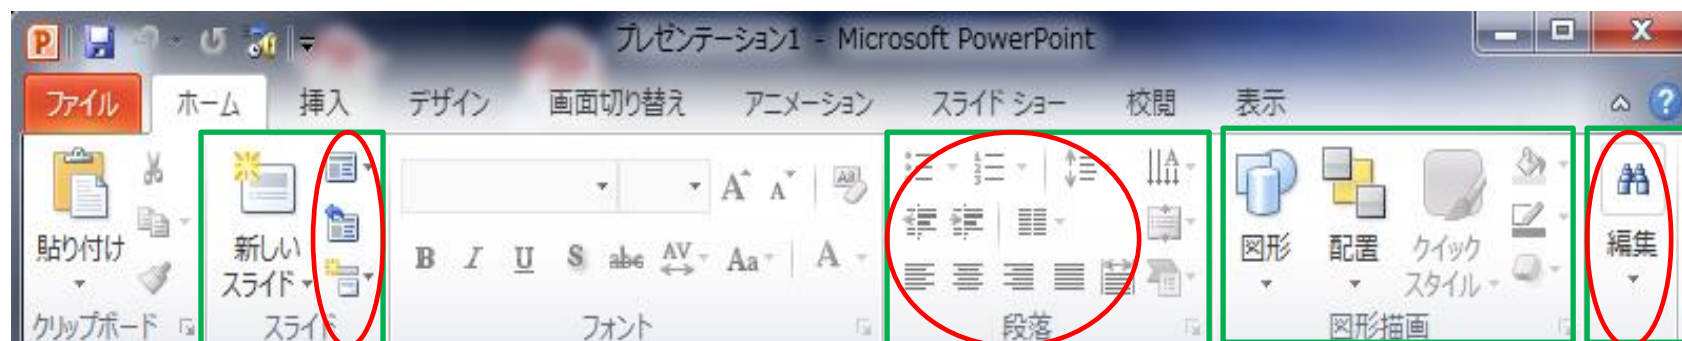 プレゼンテーション1 - Microsoft PowerPoint
ファイル ホーム 挿入 デザイン 画面切り替え アニメーション スライド ショー 校閲 表示
貼り付け 新しい スライド
B I U S abc AV Aa A
図形 配置 クイック スタイル
編集
クリップボード スライド フォント 段落 図形描画